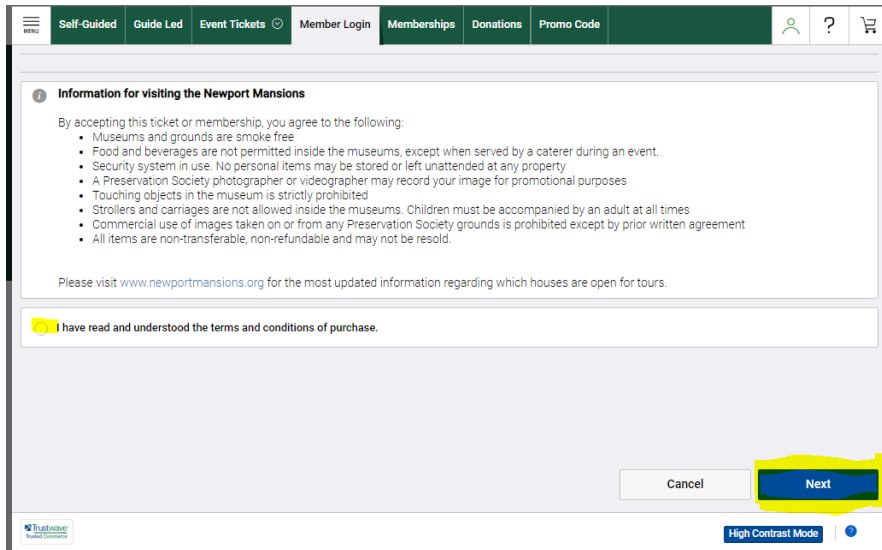 MENU
Self-Guided
Guide Led
Event Tickets
Member Login
Memberships
Donations
Promo Code
?
Information for visiting the Newport Mansions
By accepting this ticket or membership, you agree to the following:
• Museums and grounds are smoke free
• Food and beverages are not permitted inside the museums, except when served by a caterer during an event.
• Security system in use. No personal items may be stored or left unattended at any property
• A Preservation Society photographer or videographer may record your image for promotional purposes
• Touching objects in the museum is strictly prohibited
• Strollers and carriages are not allowed inside the museums. Children must be accompanied by an adult at all times
• Commercial use of images taken on or from any Preservation Society grounds is prohibited except by prior written agreement
• All items are non-transferable, non-refundable and may not be resold.
Please visit www.newportmansions.org for the most updated information regarding which houses are open for tours.
I have read and understood the terms and conditions of purchase.
Cancel
Next
Trustwave
Trusted Commerce
High Contrast Mode
?